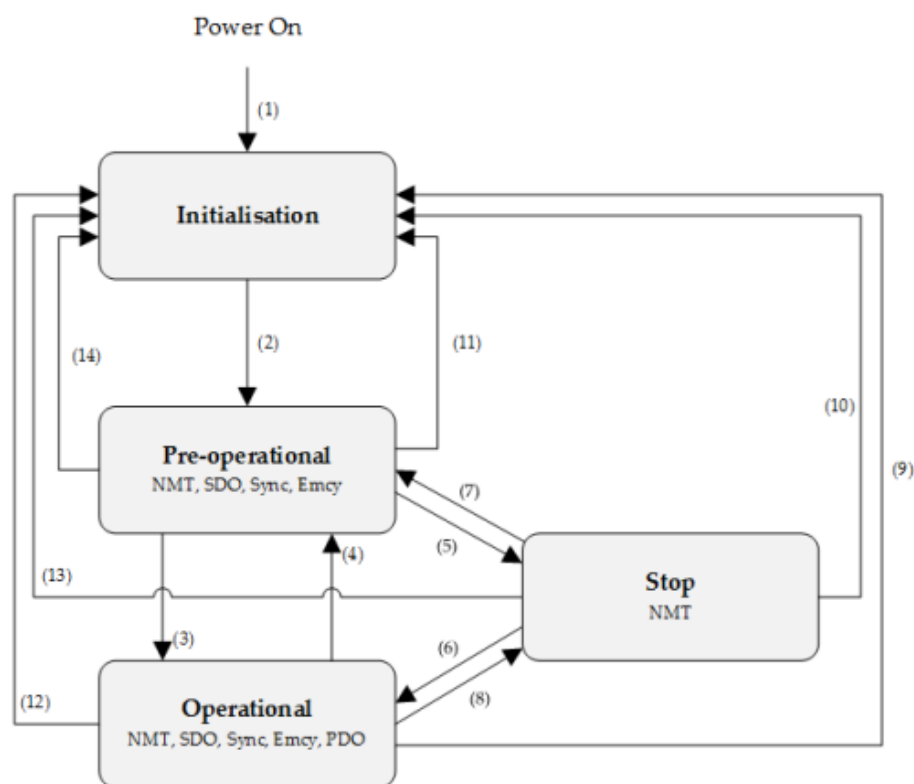 Power On
(1)
Initialisation
(2)
(11)
(14)
(10)
Pre-operational
NMT, SDO, Sync, Emcy
(9)
(7)
(5)
(4)
(13)
Stop
NMT
(3)
(6)
(8)
(12)
Operational
NMT, SDO, Sync, Emcy, PDO